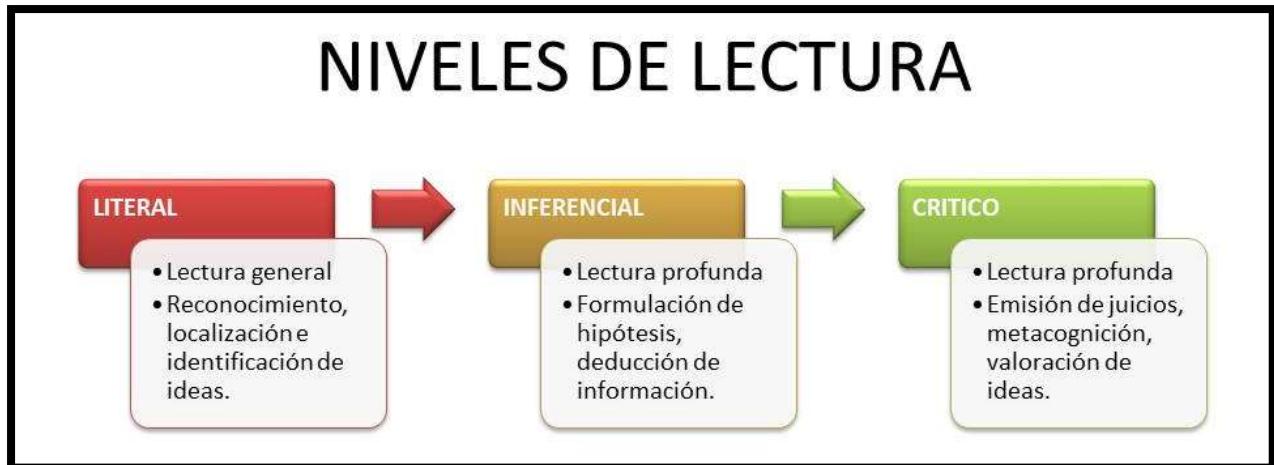 NIVELES DE LECTURA
LITERAL
•Lectura general
•Reconocimiento,
localización e
identificación de
ideas.
INFERENCIAL
•Lectura profunda
•Formulación de
hipótesis,
deducción de
información.
CRITICO
•Lectura profunda
•Emisión de juicios,
metacognición,
valoración de
ideas.